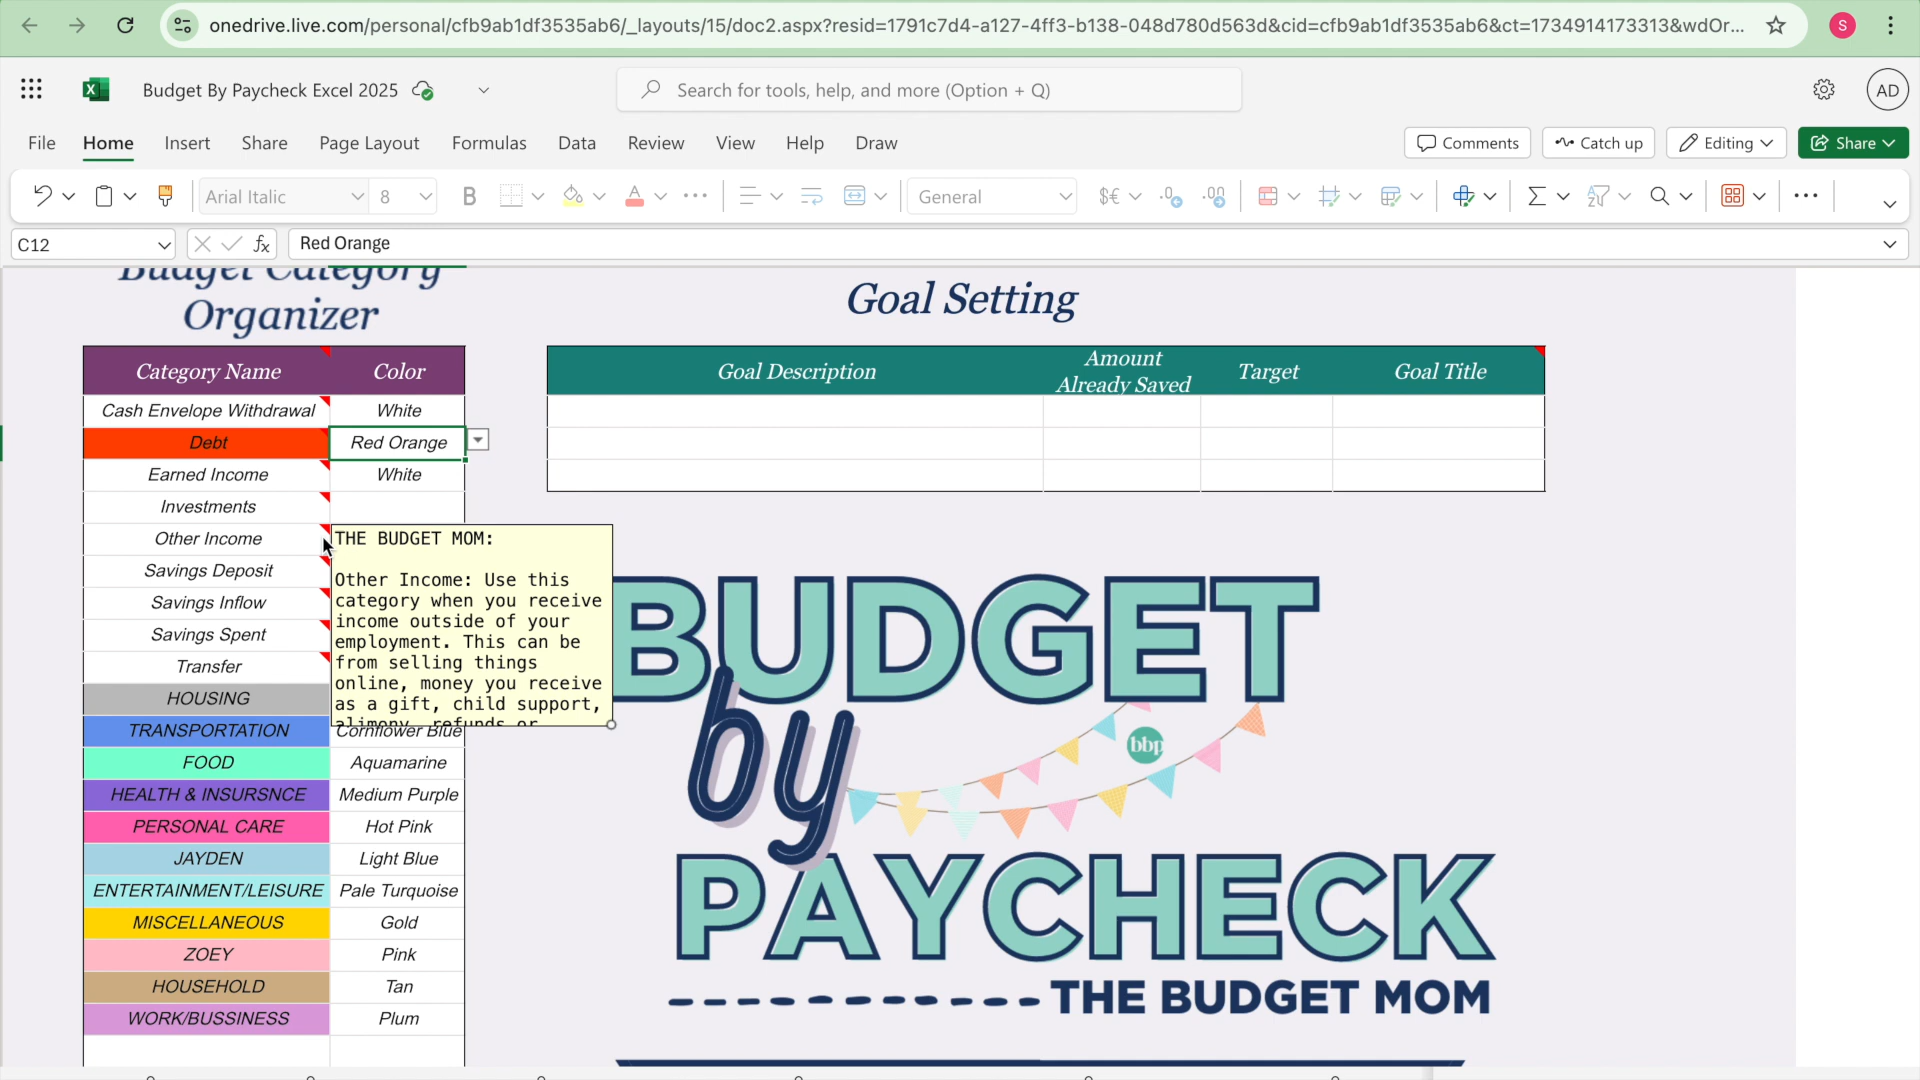 onedrive.live.com/personal/cfb9ab1df3535ab6/_layouts/15/doc2.aspx?resid=1791c7d4-a127-4ff3-b138-048d780d563d&cid=cfb9ab1df3535ab6&ct=1734914173313&wdOr...
S
Budget By Paycheck Excel 2025
Search for tools, help, and more (Option + Q)
AD
File Home Insert Share Page Layout Formulas Data Review View Help Draw
Comments Catch up Editing Share
Arial Italic 8 B A General $€
C12 fx Red Orange
Budget Category
Organizer
Goal Setting
Category Name Color
Goal Description Amount Already Saved Target Goal Title
Cash Envelope Withdrawal White
Debt Red Orange
Earned Income White
Investments
Other Income
Savings Deposit
Savings Inflow
Savings Spent
Transfer
HOUSING
TRANSPORTATION Cornflower Blue
FOOD Aquamarine
HEALTH & INSURSNCE Medium Purple
PERSONAL CARE Hot Pink
JAYDEN Light Blue
ENTERTAINMENT/LEISURE Pale Turquoise
MISCELLANEOUS Gold
ZOEY Pink
HOUSEHOLD Tan
WORK/BUSSINESS Plum
THE BUDGET MOM:
Other Income: Use this
category when you receive
income outside of your
employment. This can be
from selling things
online, money you receive
as a gift, child support,
alimony, refunds or
BUDGET
by
bbp
PAYCHECK
THE BUDGET MOM